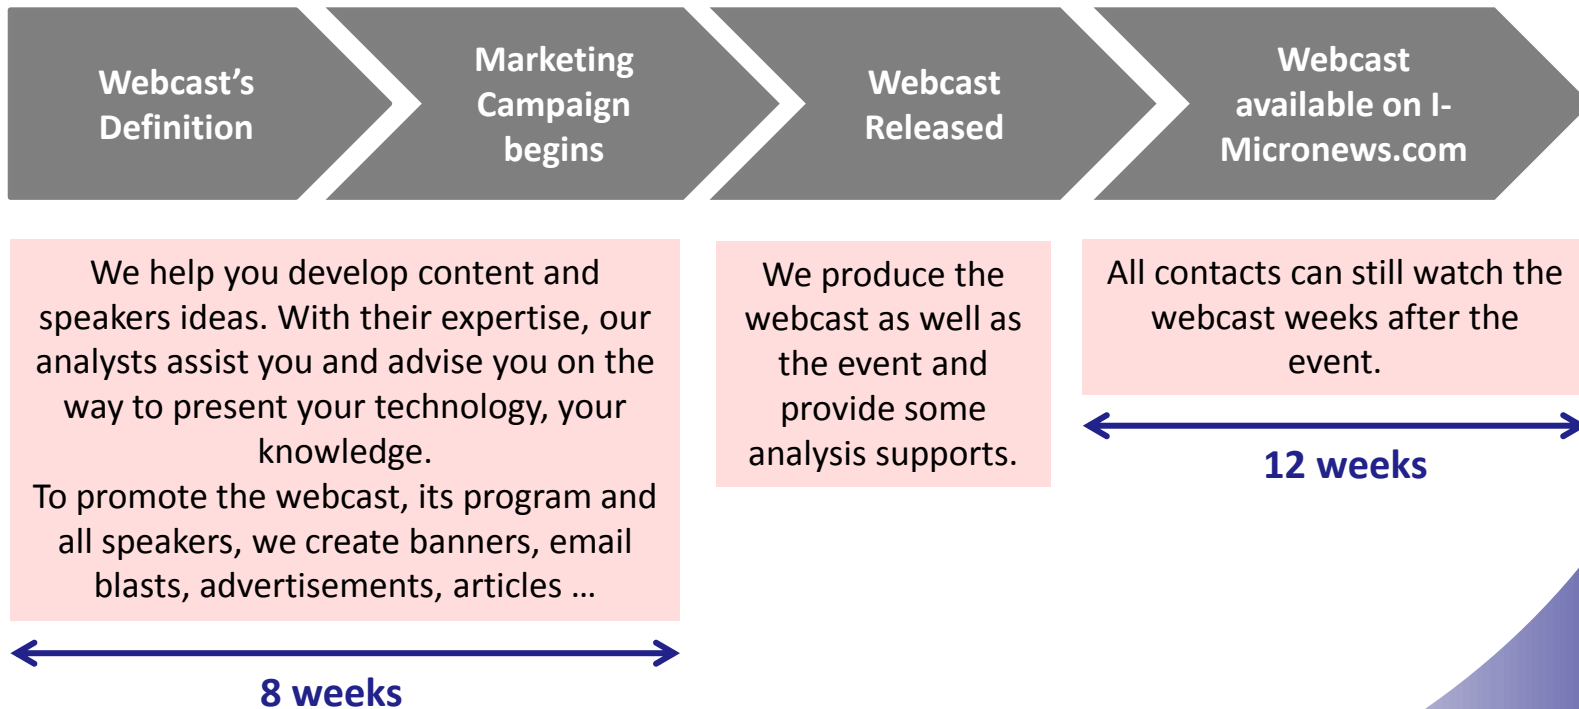 Webcast's
Definition
Marketing
Campaign
begins
Webcast
Released
Webcast
available on I-
Micronews.com
We help you develop content and
speakers ideas. With their expertise, our
analysts assist you and advise you on the
way to present your technology, your
knowledge.
To promote the webcast, its program and
all speakers, we create banners, email
blasts, advertisements, articles …
8 weeks
We produce the
webcast as well as
the event and
provide some
analysis supports.
All contacts can still watch the
webcast weeks after the
event.
12 weeks